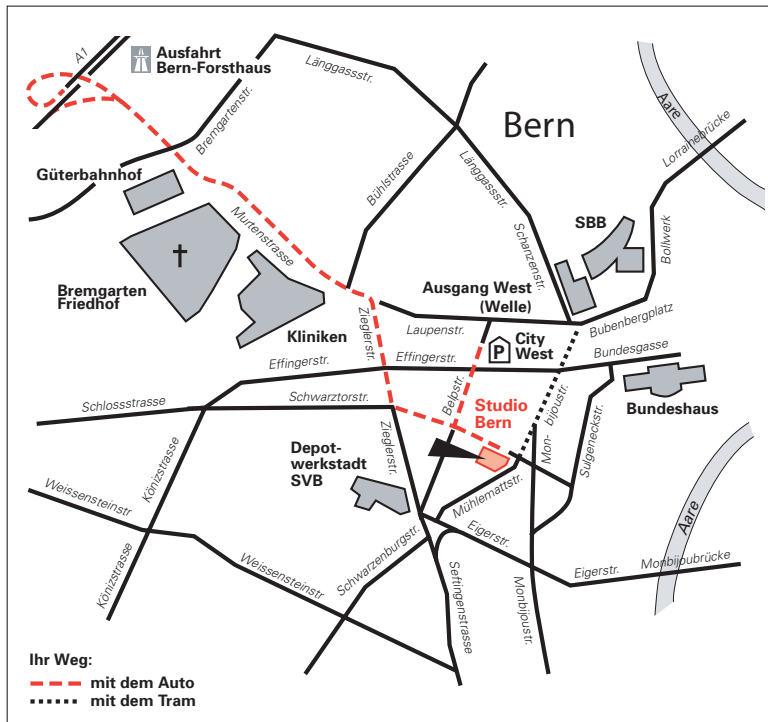 A1
Ausfahrt
Bern-Forsthaus
Länggassstr.
Bern
Aare
Lorrainebrücke
Bremgartenstr.
Güterbahnhof
Bühlstrasse
Länggassstr.
SBB
Murtenstrasse
Schanzenstr.
Bollwerk
Bremgarten
Friedhof
Kliniken
Ausgang West
(Welle)
Zieglerstr.
Laupenstr.
P
City
West
Bubenbergplatz
Bundesgasse
Effingerstr.
Effingerstr.
Belpstr.
Schlossstrasse
Schwarztorstr.
Studio
Bern
Mon-
bijoustr.
Sulgeneckstr.
Bundeshaus
Könizstrasse
Zieglerstr.
Depot-
werkstadt
SVB
Weissensteinstr
Mühlemattstr.
Aare
Könizstrasse
Weissensteinstr
Schwarzenburgstr.
Eigerstr.
Seftingenstrasse
Monbijoustr.
Eigerstr.
Monbijoubrücke
Ihr Weg:
mit dem Auto
mit dem Tram